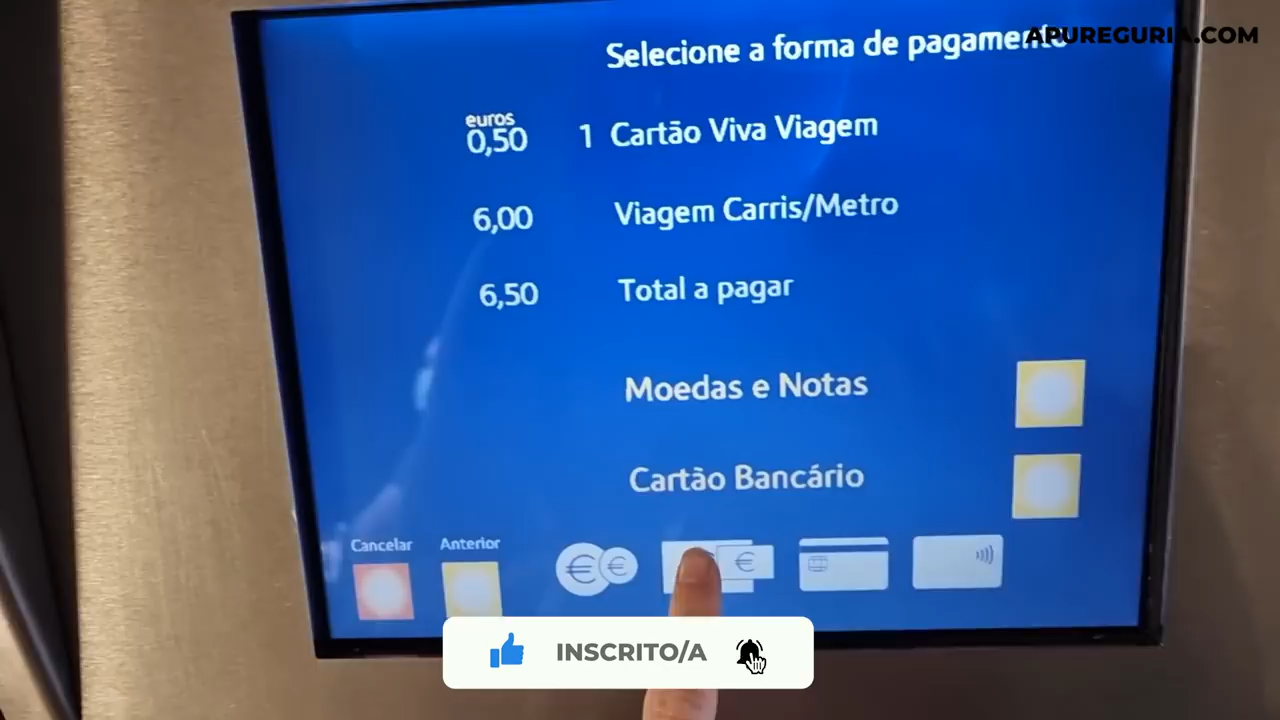 APUREGURIA.COM
Selecione a forma de pagamento
euros
0,50 1 Cartão Viva Viagem
6,00 Viagem Carris/Metro
6,50 Total a pagar
Moedas e Notas
Cartão Bancário
Cancelar Anterior
€ € €
INSCRITO/A